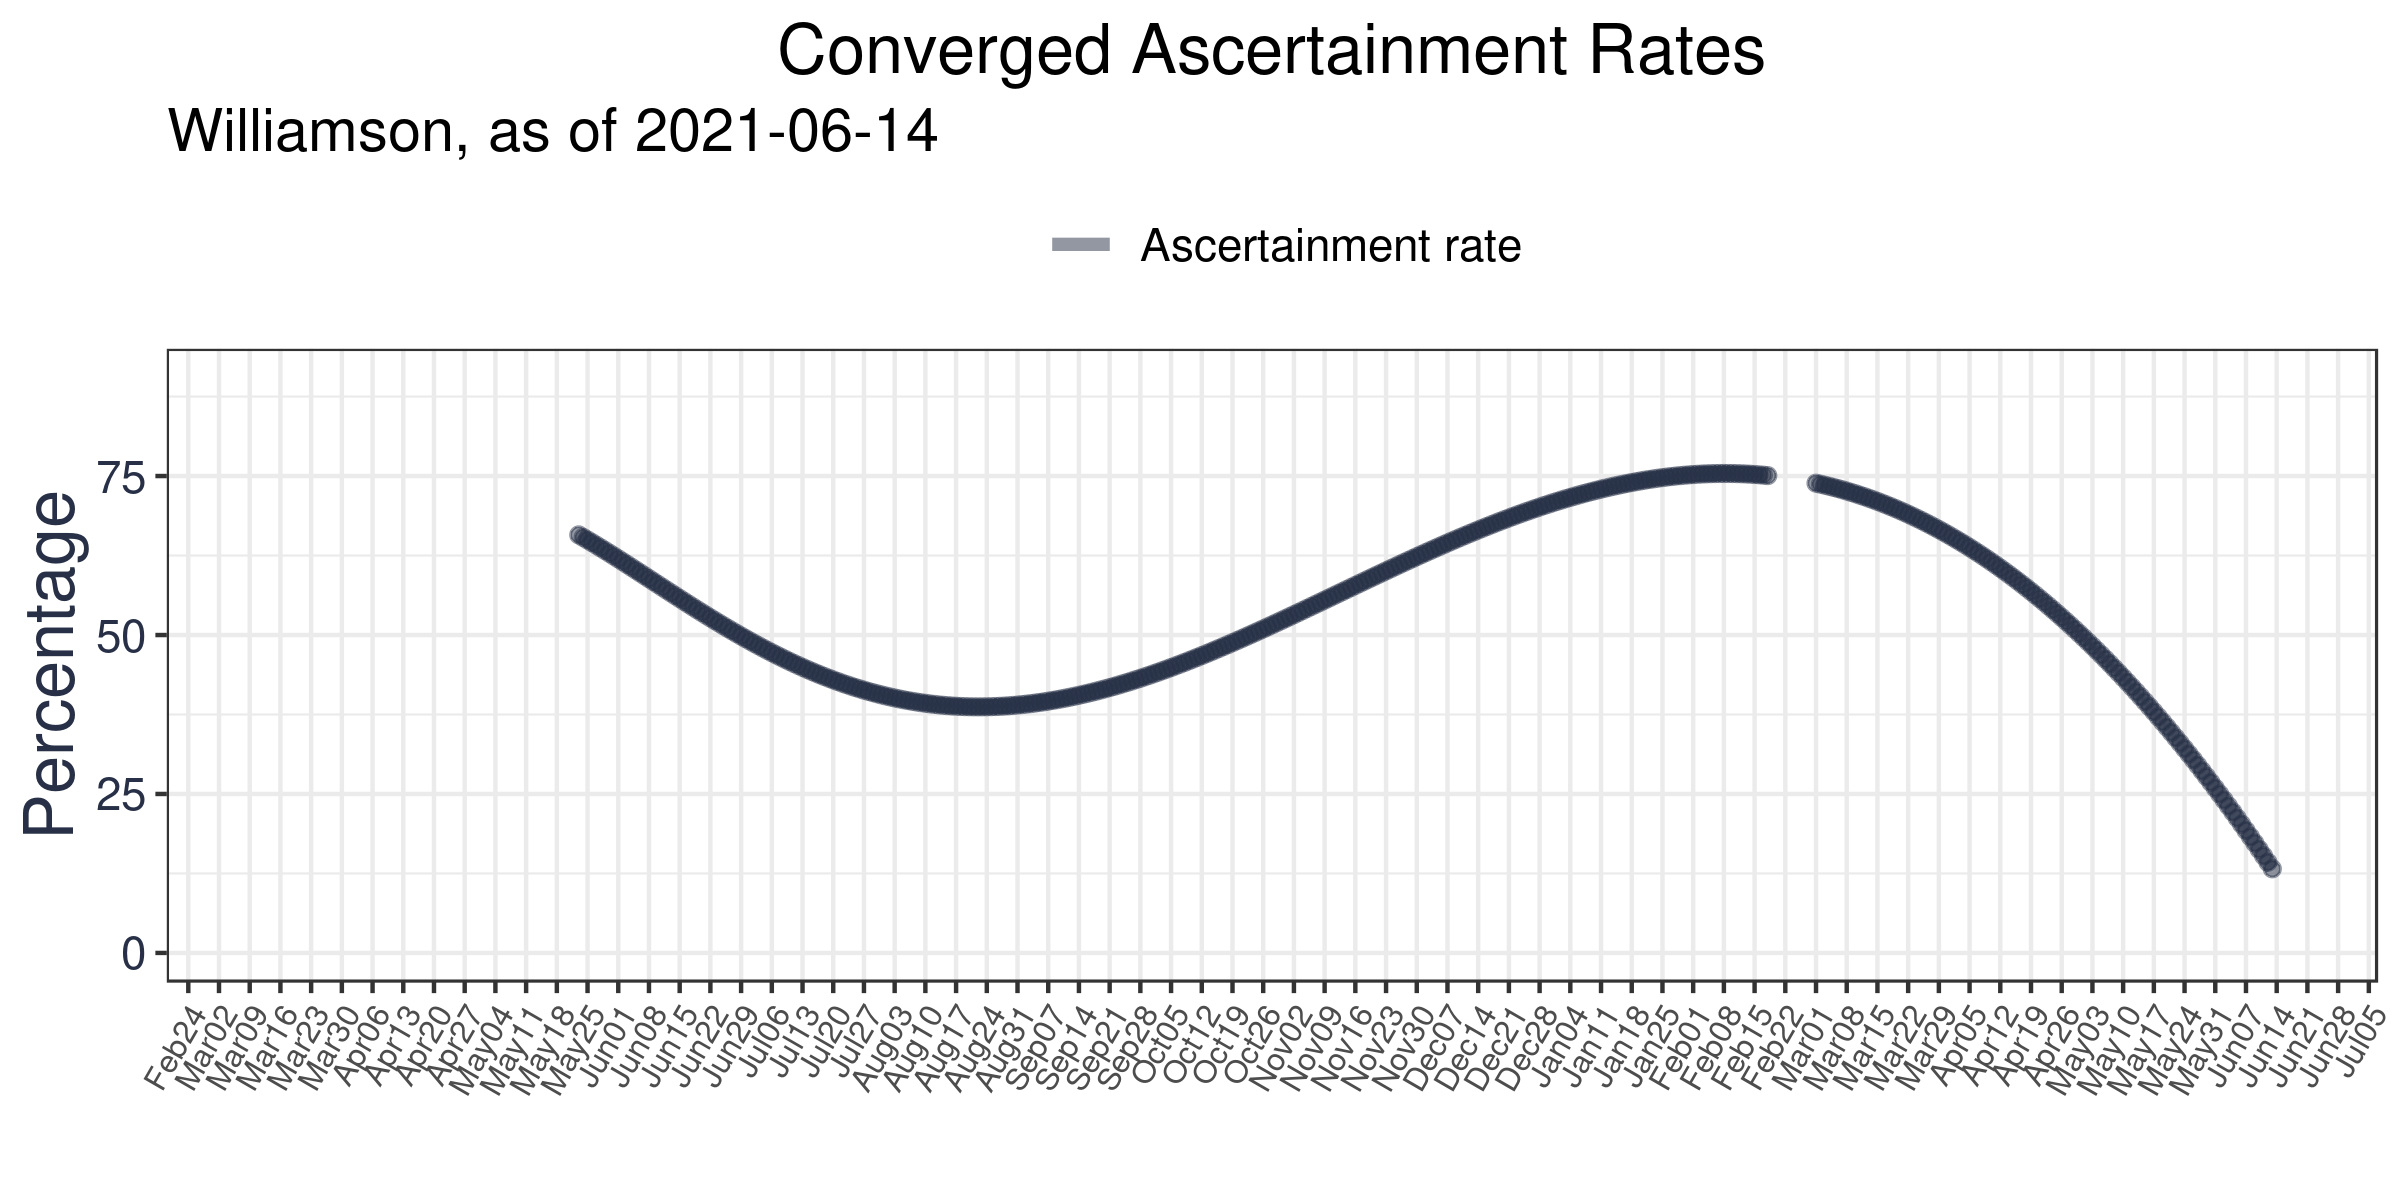 Converged Ascertainment Rates
Williamson, as of 2021-06-14
Ascertainment rate
Percentage
75
50
25
0
Feb24 Mar02 Mar09 Mar16 Mar23 Mar30 Apr06 Apr13 Apr20 Apr27 May04 May11 May18 May25 Jun01 Jun08 Jun15 Jun22 Jun29 Jul06 Jul13 Jul20 Jul27 Aug03 Aug10 Aug17 Aug24 Aug31 Sep07 Sep14 Sep21 Sep28 Oct05 Oct12 Oct19 Oct26 Nov02 Nov09 Nov16 Nov23 Nov30 Dec07 Dec14 Dec21 Dec28 Jan04 Jan11 Jan18 Jan25 Feb01 Feb08 Feb15 Feb22 Mar01 Mar08 Mar15 Mar22 Mar29 Apr05 Apr12 Apr19 Apr26 May03 May10 May17 May24 May31 Jun07 Jun14 Jun21 Jun28 Jul05